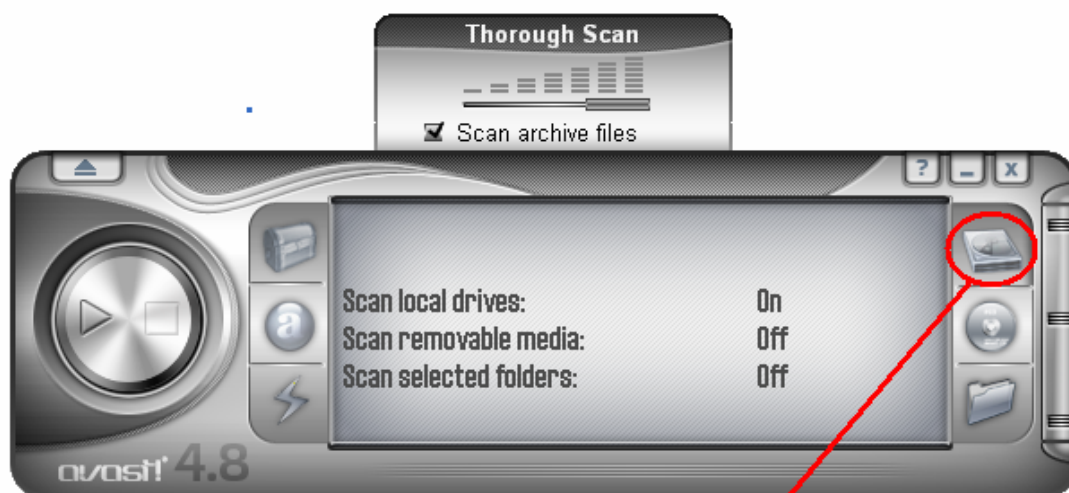 Thorough Scan
Scan archive files
? x
a
Scan local drives: On
Scan removable media: Off
Scan selected folders: Off
avast! 4.8